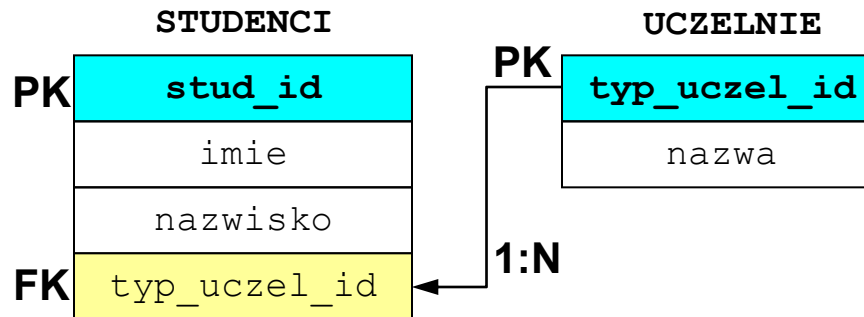 STUDENCI
PK
stud_id
imie
nazwisko
FK
typ_uczel_id
UCZELNIE
PK
typ_uczel_id
nazwa
1:N